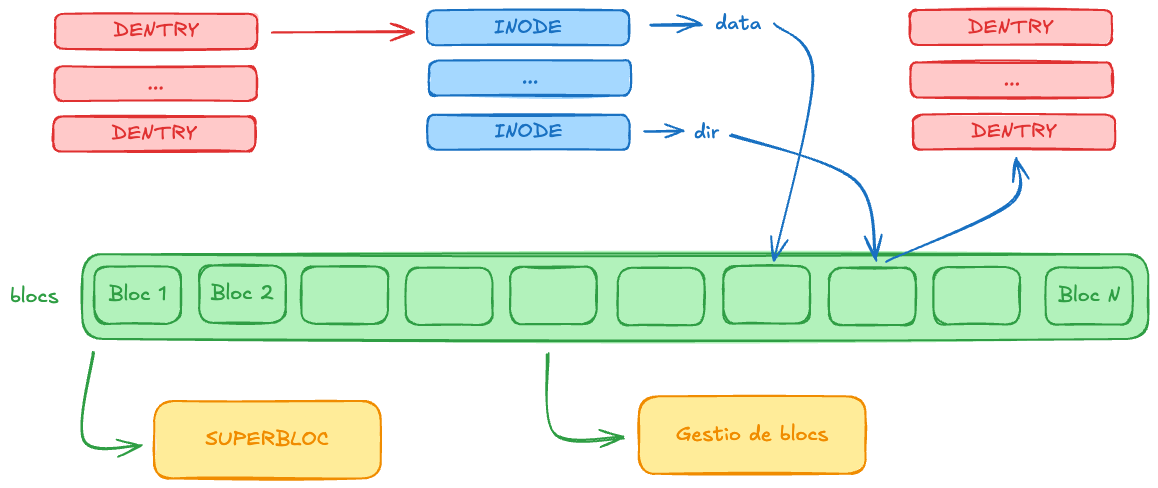 DENTRY
INODE
data
DENTRY
...
...
...
DENTRY
INODE
dir
DENTRY
blocs
Bloc 1
Bloc 2
Bloc N
SUPERBLOC
Gestio de blocs